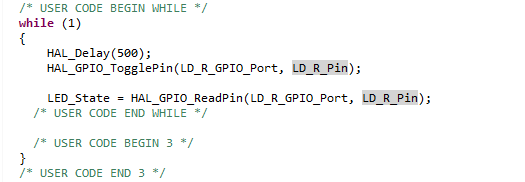 /* USER CODE BEGIN WHILE */
while (1)
{
HAL_Delay(500);
HAL_GPIO_TogglePin(LD_R_GPIO_Port, LD_R_Pin);
LED_State = HAL_GPIO_ReadPin(LD_R_GPIO_Port, LD_R_Pin);
/* USER CODE END WHILE */
/* USER CODE BEGIN 3 */
}
/* USER CODE END 3 */